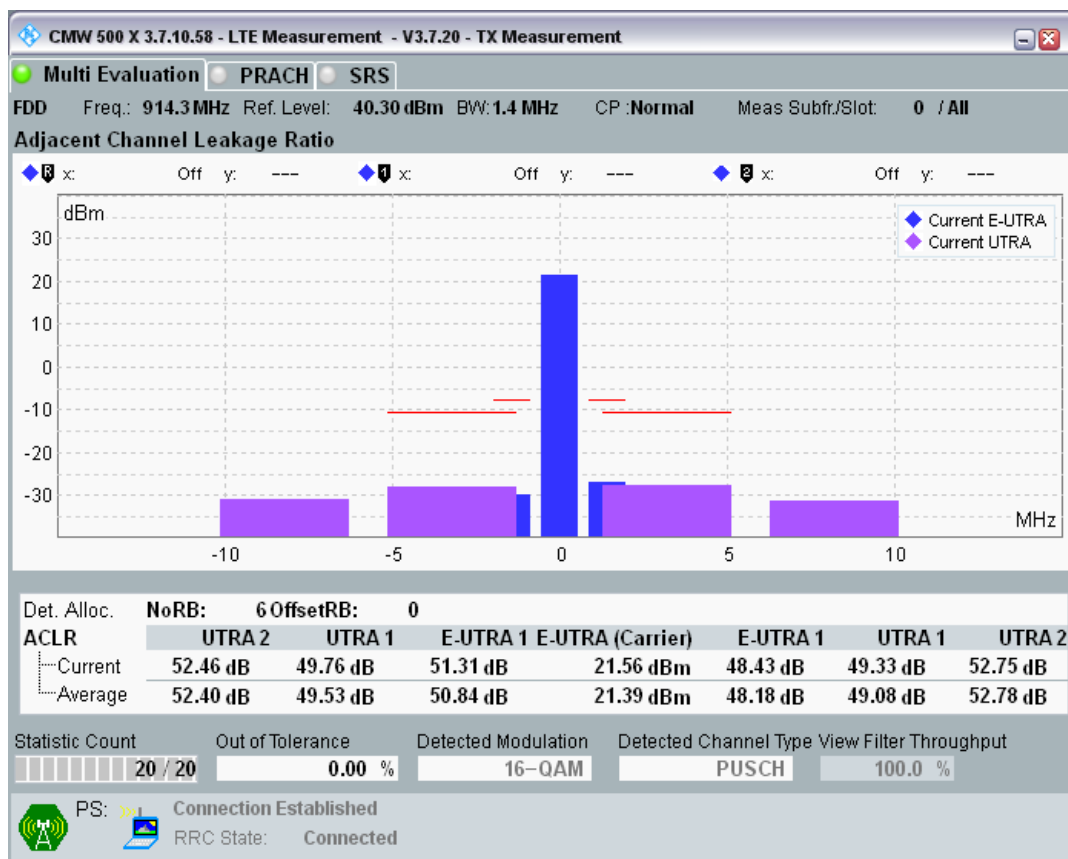 CMW 500 X 3.7.10.58 - LTE Measurement - V3.7.20 - TX Measurement
Multi Evaluation PRACH SRS
FDD Freq.: 914.3 MHz Ref. Level: 40.30 dBm BW: 1.4 MHz CP :Normal Meas Subfr./Slot: 0 / All
Adjacent Channel Leakage Ratio
R x: Off y: --- 1 x: Off y: --- 2 x: Off y: ---
dBm
Current E-UTRA
Current UTRA
30
20
10
0
-10
-20
-30
MHz
-10 -5 0 5 10
Det. Alloc. NoRB: 6 OffsetRB: 0
ACLR UTRA 2 UTRA 1 E-UTRA 1 E-UTRA (Carrier) E-UTRA 1 UTRA 1 UTRA 2
Current 52.46 dB 49.76 dB 51.31 dB 21.56 dBm 48.43 dB 49.33 dB 52.75 dB
Average 52.40 dB 49.53 dB 50.84 dB 21.39 dBm 48.18 dB 49.08 dB 52.78 dB
Statistic Count Out of Tolerance Detected Modulation Detected Channel Type View Filter Throughput
20 / 20 0.00 % 16-QAM PUSCH 100.0 %
PS: Connection Established
RRC State: Connected